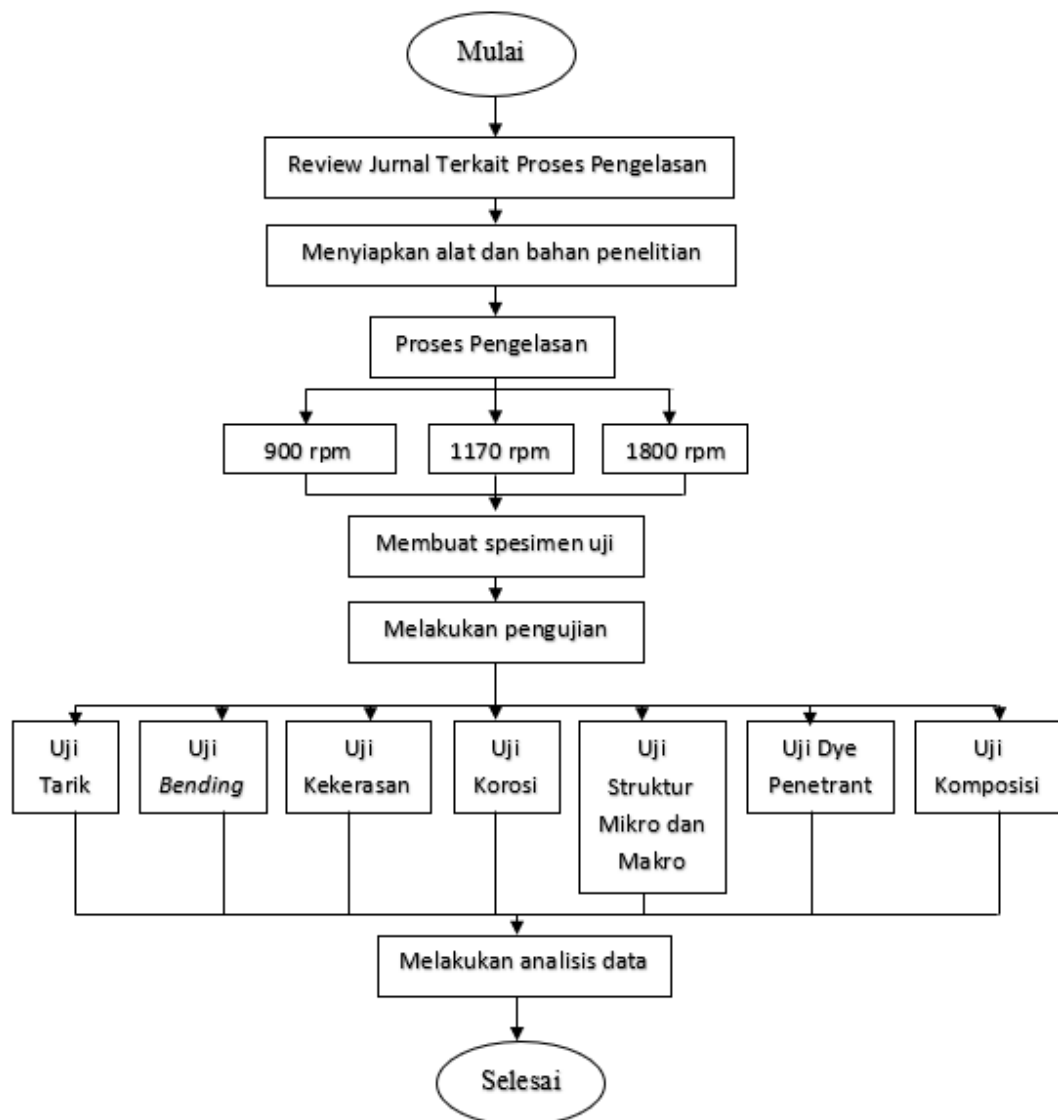 Mulai
Review Jurnal Terkait Proses Pengelasan
Menyiapkan alat dan bahan penelitian
Proses Pengelasan
900 rpm
1170 rpm
1800 rpm
Membuat spesimen uji
Melakukan pengujian
Uji
Tarik
Uji
Bending
Uji
Kekerasan
Uji
Korosi
Uji
Struktur
Mikro dan
Makro
Uji Dye
Penetrant
Uji
Komposisi
Melakukan analisis data
Selesai